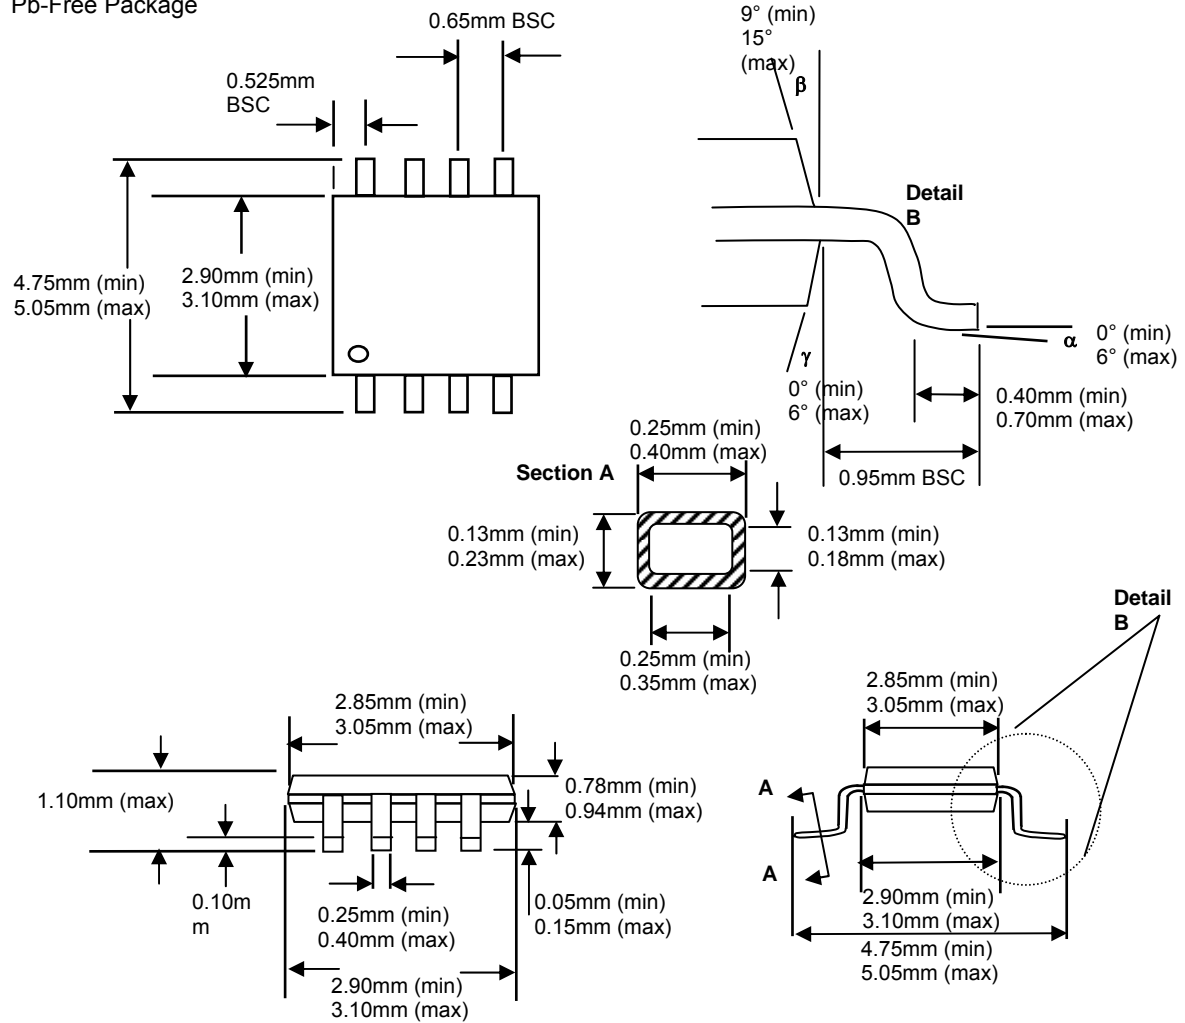 Pb-Free Package
0.65mm BSC
0.525mm
BSC
4.75mm (min)
5.05mm (max)
2.90mm (min)
3.10mm (max)
9° (min)
15°
(max)
β
Detail
B
α
0° (min)
6° (max)
γ
0° (min)
6° (max)
0.40mm (min)
0.70mm (max)
0.95mm BSC
Section A
0.25mm (min)
0.40mm (max)
0.13mm (min)
0.23mm (max)
0.13mm (min)
0.18mm (max)
0.25mm (min)
0.35mm (max)
2.85mm (min)
3.05mm (max)
1.10mm (max)
0.78mm (min)
0.94mm (max)
0.10m
m
0.25mm (min)
0.40mm (max)
0.05mm (min)
0.15mm (max)
2.90mm (min)
3.10mm (max)
Detail
B
2.85mm (min)
3.05mm (max)
A
A
2.90mm (min)
3.10mm (max)
4.75mm (min)
5.05mm (max)